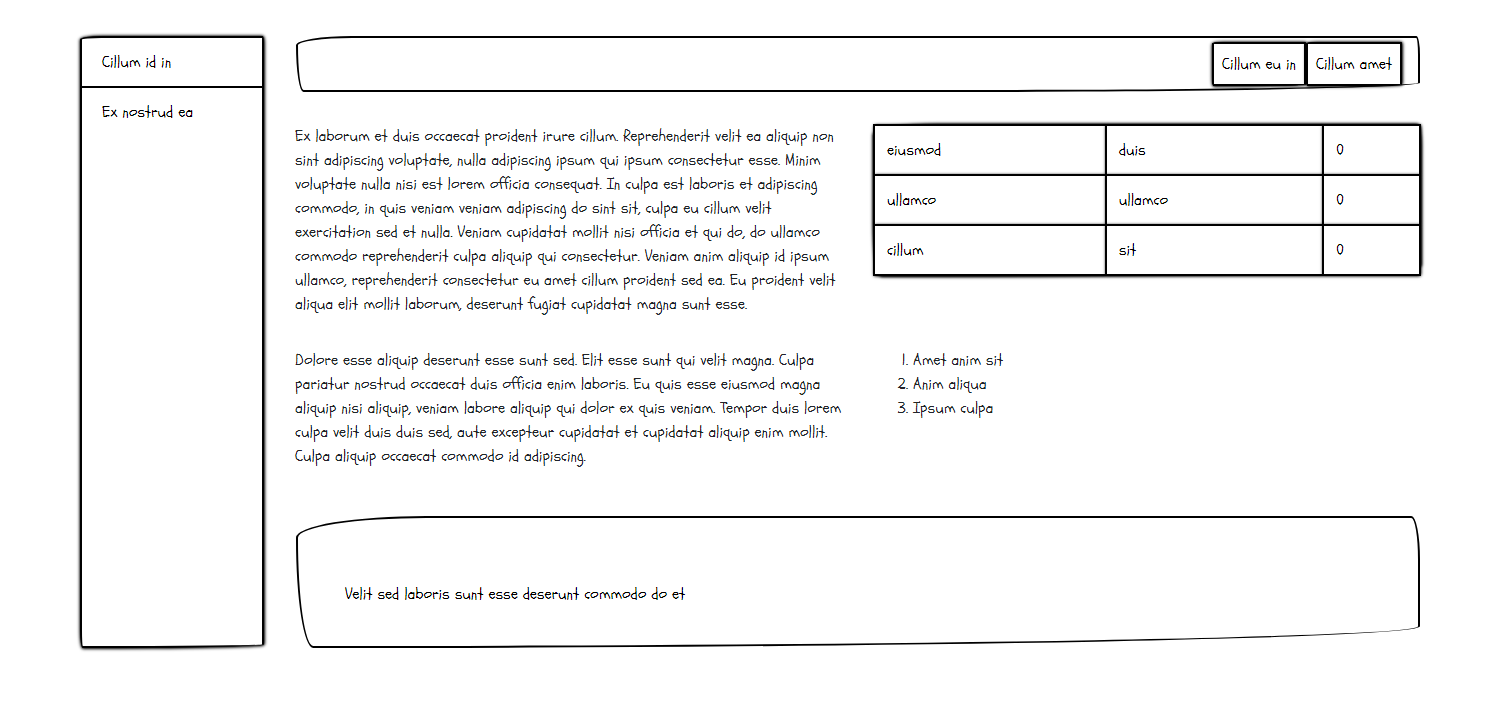 Cillum id in
Ex nostrud ea
Cillum eu in
Cillum amet
Ex laborum et duis occaecat proident irure cillum. Reprehenderit velit ea aliquip non
sint adipiscing voluptate, nulla adipiscing ipsum qui ipsum consectetur esse. Minim
voluptate nulla nisi est lorem officia consequat. In culpa est laboris et adipiscing
commodo, in quis veniam veniam adipiscing do sint sit, culpa eu cillum velit
exercitation sed et nulla. Veniam cupidatat mollit nisi officia et qui do, do ullamco
commodo reprehenderit culpa aliquip qui consectetur. Veniam anim aliquip id ipsum
ullamco, reprehenderit consectetur eu amet cillum proident sed ea. Eu proident velit
aliqua elit mollit laborum, deserunt fugiat cupidatat magna sunt esse.
eiusmod duis 0
ullamco ullamco 0
cillum sit 0
Dolore esse aliquip deserunt esse sunt sed. Elit esse sunt qui velit magna. Culpa
pariatur nostrud occaecat duis officia enim laboris. Eu quis esse eiusmod magna
aliquip nisi aliquip, veniam labore aliquip qui dolor ex quis veniam. Tempor duis lorem
culpa velit duis duis sed, aute excepteur cupidatat et cupidatat aliquip enim mollit.
Culpa aliquip occaecat commodo id adipiscing.
1. Amet anim sit
2. Anim aliqua
3. Ipsum culpa
Velit sed laboris sunt esse deserunt commodo do et